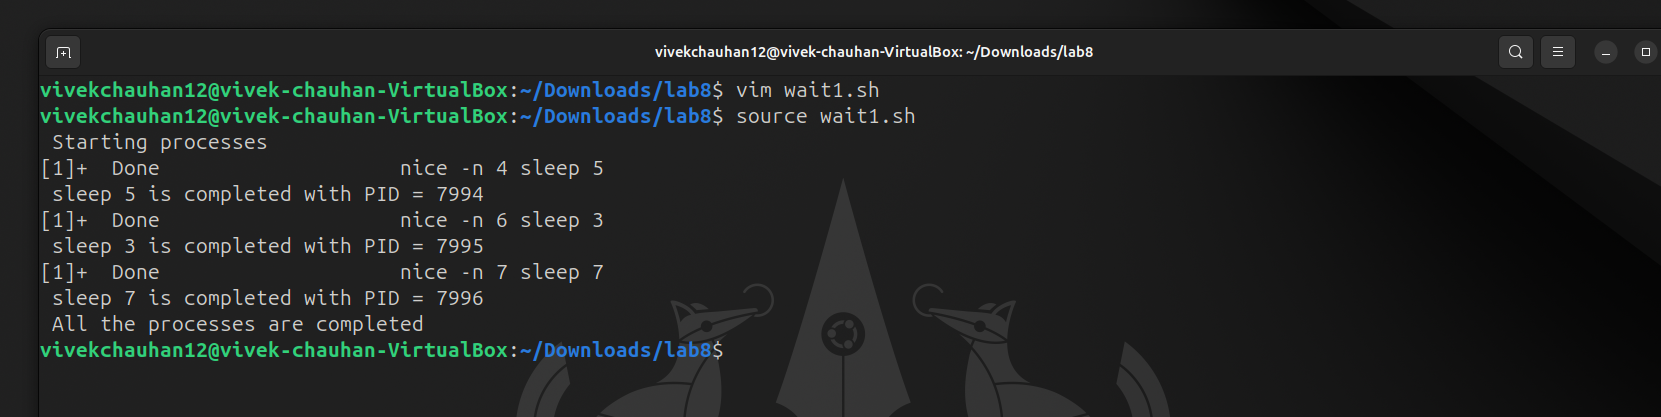 vivekchauhan12@vivek-chauhan-VirtualBox: ~/Downloads/lab8
vivekchauhan12@vivek-chauhan-VirtualBox:~/Downloads/lab8$ vim wait1.sh
vivekchauhan12@vivek-chauhan-VirtualBox:~/Downloads/lab8$ source wait1.sh
 Starting processes
[1]+  Done                    nice -n 4 sleep 5
 sleep 5 is completed with PID = 7994
[1]+  Done                    nice -n 6 sleep 3
 sleep 3 is completed with PID = 7995
[1]+  Done                    nice -n 7 sleep 7
 sleep 7 is completed with PID = 7996
 All the processes are completed
vivekchauhan12@vivek-chauhan-VirtualBox:~/Downloads/lab8$